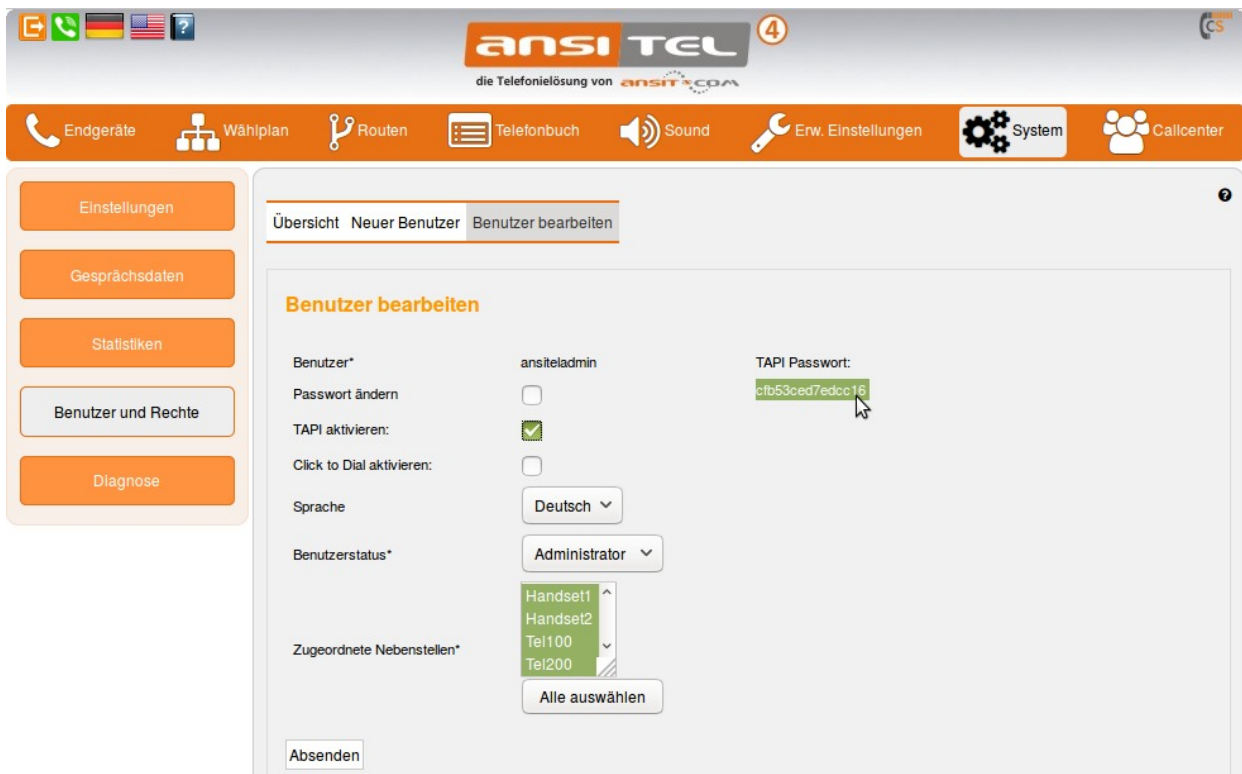 ?
ansi TEL 4
CS
die Telefonielösung von ansit-com
Endgeräte Wählplan Routen Telefonbuch Sound Erw. Einstellungen System Callcenter
Einstellungen
Gesprächsdaten
Statistiken
Benutzer und Rechte
Diagnose
?
Übersicht Neuer Benutzer Benutzer bearbeiten
Benutzer bearbeiten
Benutzer* ansiteladmin TAPI Passwort:
Passwort ändern cfb53ced7edcc16
TAPI aktivieren:
Click to Dial aktivieren:
Sprache Deutsch
Benutzerstatus* Administrator
Zugeordnete Nebenstellen*
Handset1
Handset2
Tel100
Tel200
Alle auswählen
Absenden